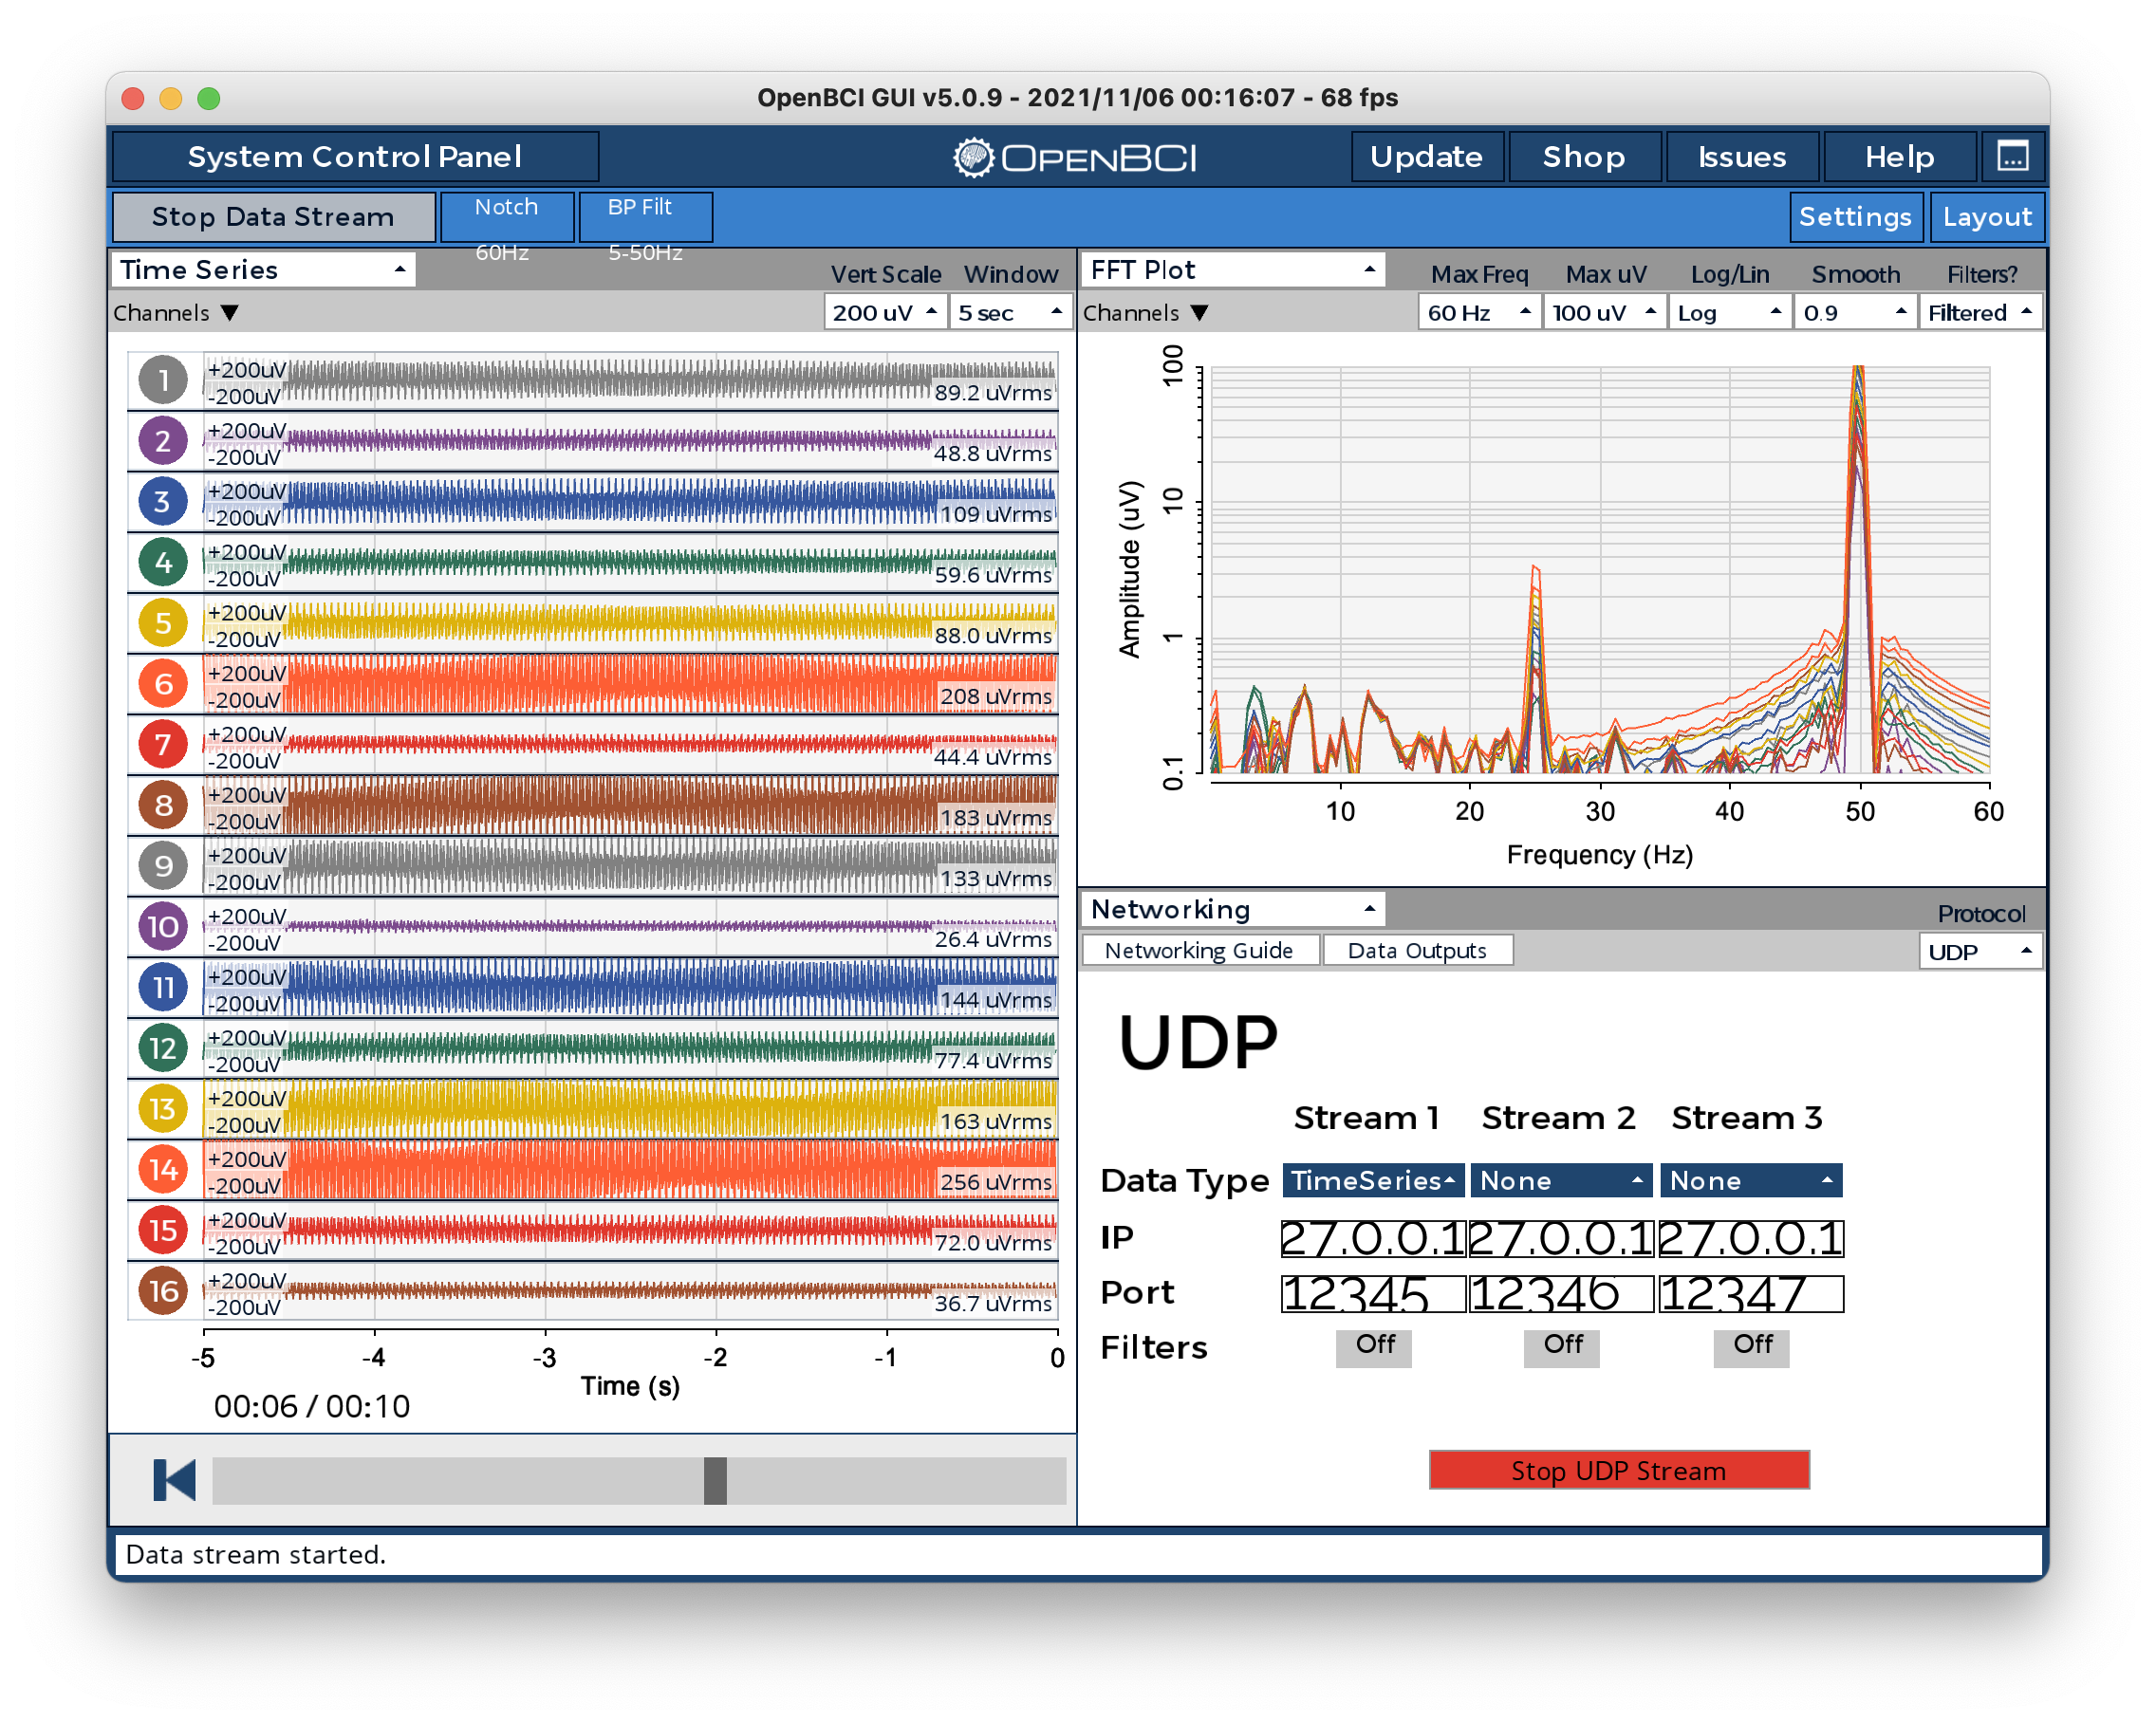 OpenBCI GUI v5.0.9 - 2021/11/06 00:16:07 - 68 fps
System Control Panel
OPENBCI
Update Shop Issues Help
Stop Data Stream
Notch
60Hz
BP Filt
5-50Hz
Settings Layout
Time Series
Vert Scale Window
Channels ▼
200 uV 5 sec
1 +200uV
-200uV 89.2 uVrms
2 +200uV
-200uV 48.8 uVrms
3 +200uV
-200uV 109 uVrms
4 +200uV
-200uV 59.6 uVrms
5 +200uV
-200uV 88.0 uVrms
6 +200uV
-200uV 208 uVrms
7 +200uV
-200uV 44.4 uVrms
8 +200uV
-200uV 183 uVrms
9 +200uV
-200uV 133 uVrms
10 +200uV
-200uV 26.4 uVrms
11 +200uV
-200uV 144 uVrms
12 +200uV
-200uV 77.4 uVrms
13 +200uV
-200uV 163 uVrms
14 +200uV
-200uV 256 uVrms
15 +200uV
-200uV 72.0 uVrms
16 +200uV
-200uV 36.7 uVrms
-5 -4 -3 -2 -1 0
Time (s)
00:06 / 00:10
FFT Plot
Max Freq Max uV Log/Lin Smooth Filters?
Channels ▼
60 Hz 100 uV Log 0.9 Filtered
Amplitude (uV)
100
10
1
0.1
10 20 30 40 50 60
Frequency (Hz)
Networking
Protocol
Networking Guide Data Outputs
UDP
UDP
Stream 1 Stream 2 Stream 3
Data Type TimeSeries None None
IP 27.0.0.1 27.0.0.1 27.0.0.1
Port 12345 12346 12347
Filters Off Off Off
Stop UDP Stream
Data stream started.